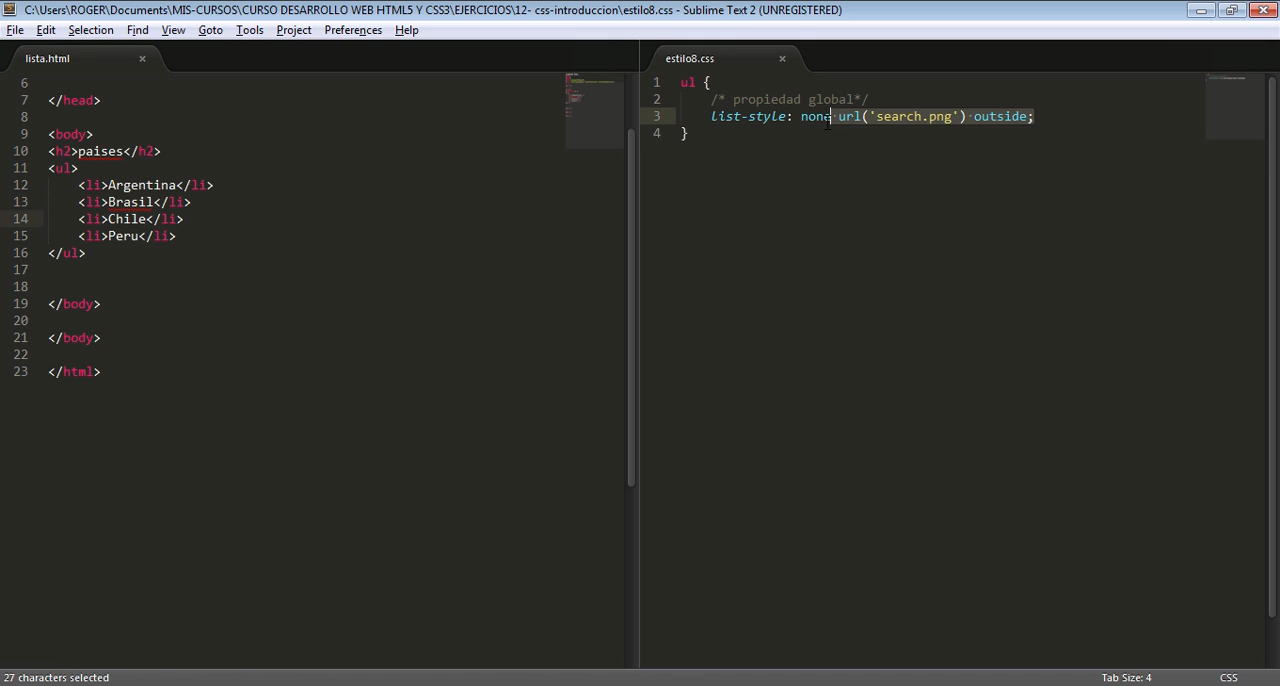 C:\Users\ROGER\Documents\MIS-CURSOS\CURSO DESARROLLO WEB HTML5 Y CSS3\EJERCICIOS\12- css-introduccion\estilo8.css - Sublime Text 2 (UNREGISTERED)
File Edit Selection Find View Goto Tools Project Preferences Help
lista.html
6
7 </head>
8
9 <body>
10 <h2>paises</h2>
11 <ul>
12 <li>Argentina</li>
13 <li>Brasil</li>
14 <li>Chile</li>
15 <li>Peru</li>
16 </ul>
17
18
19 </body>
20
21 </body>
22
23 </html>
estilo8.css
1 ul {
2 /* propiedad global*/
3 list-style: none url('search.png') outside;
4 }
27 characters selected
Tab Size: 4
CSS